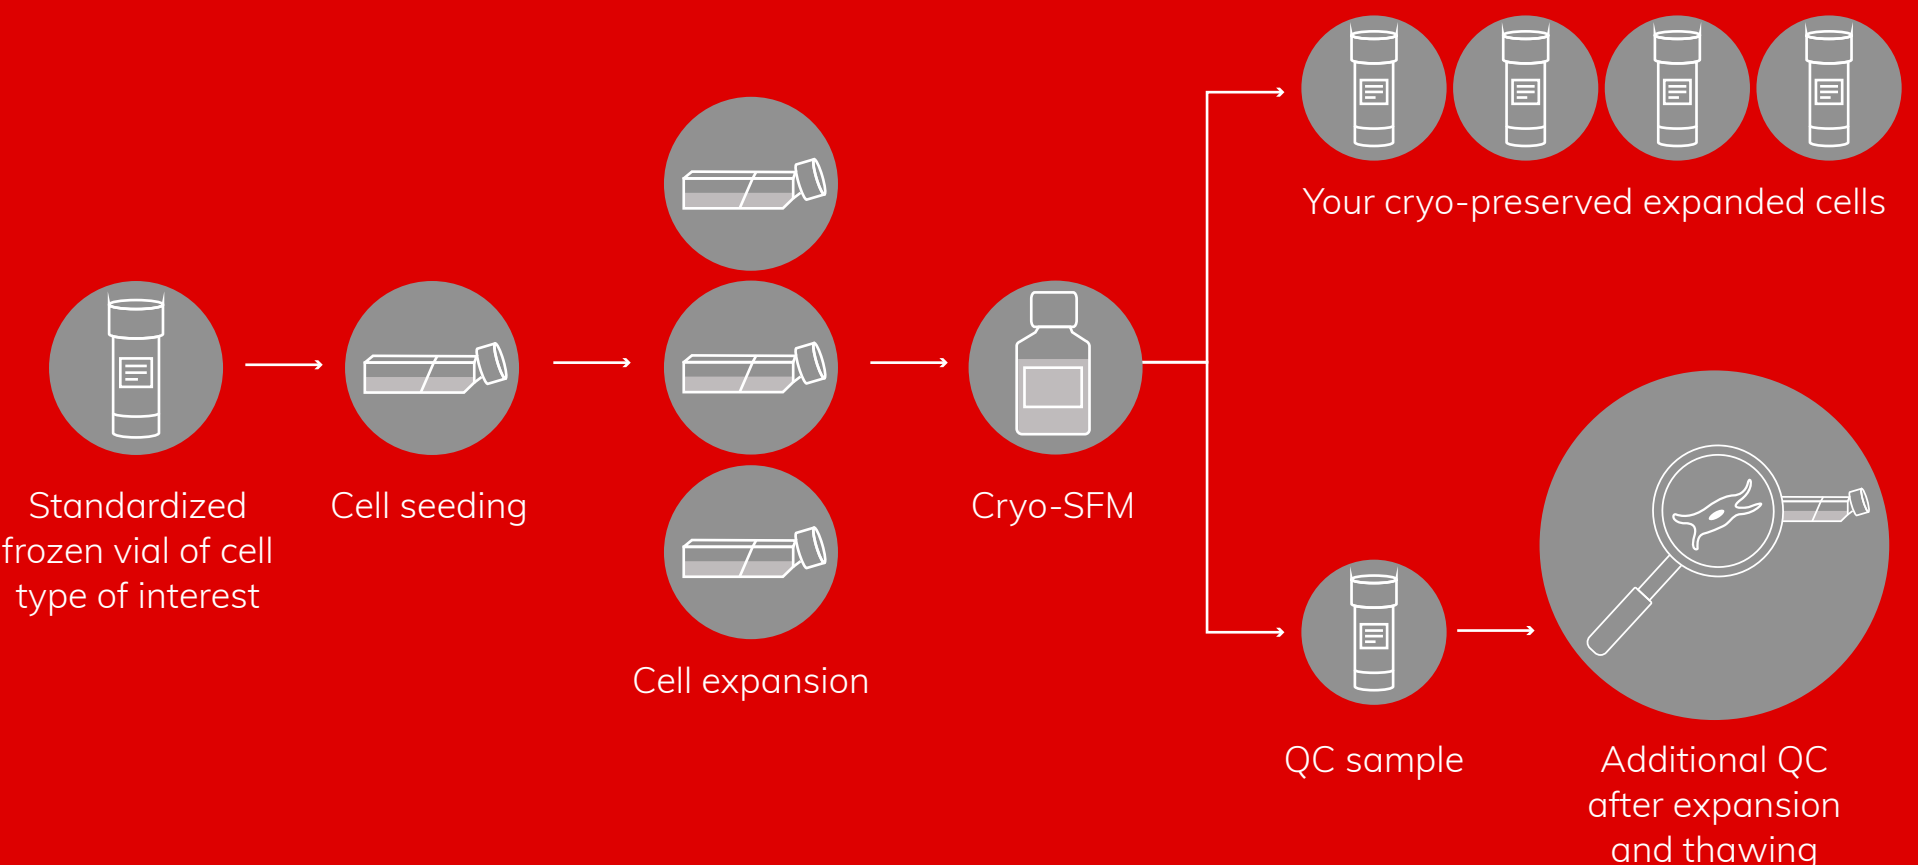 Your cryo-preserved expanded cells
Standardized
frozen vial of cell
type of interest
Cell seeding
Cell expansion
Cryo-SFM
QC sample
Additional QC
after expansion
and thawing